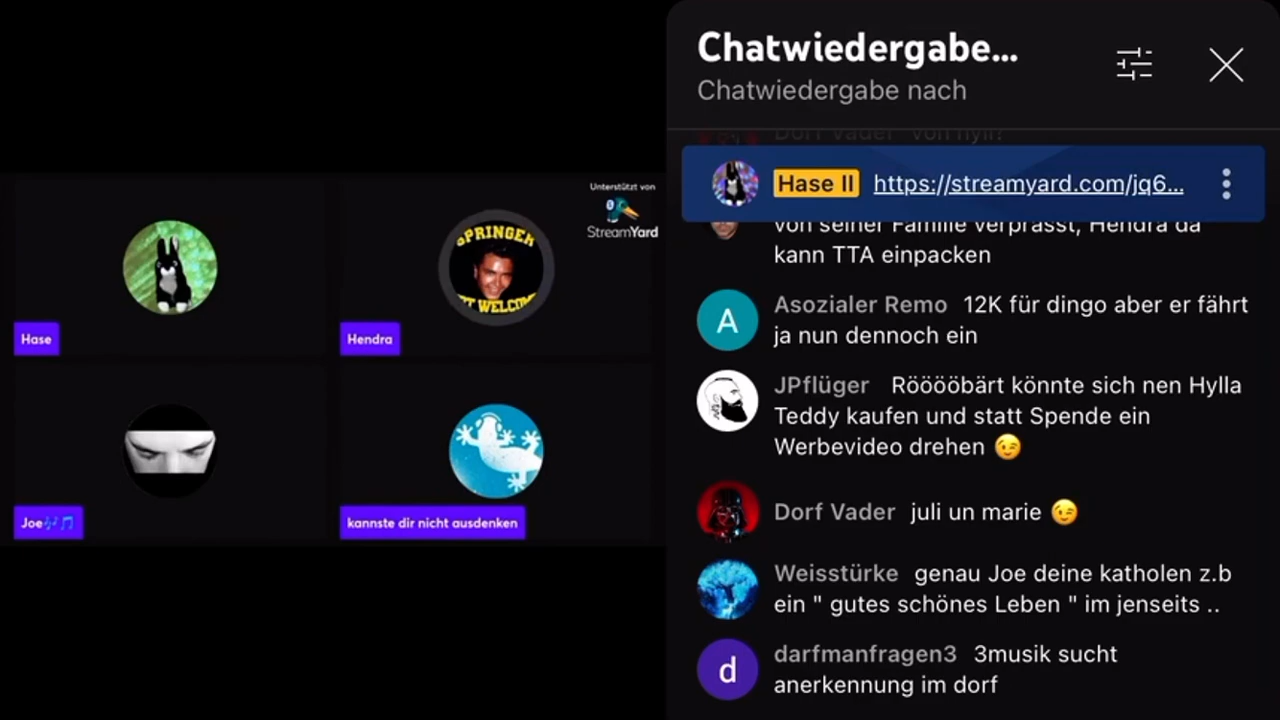 Unterstützt von
StreamYard
SPRINGER
NOT WELCOME
Hase
Hendra
Joe🎶🎵
kannste dir nicht ausdenken
Chatwiedergabe...
Chatwiedergabe nach
Dorf Vader von hyll?
Hase II https://streamyard.com/jq6...
von seiner Familie verprasst, Hendra da
kann TTA einpacken
A
Asozialer Remo 12K für dingo aber er fährt
ja nun dennoch ein
JPflüger Rööööbärt könnte sich nen Hylla
Teddy kaufen und statt Spende ein
Werbevideo drehen 😉
Dorf Vader juli un marie 😉
Weisstürke genau Joe deine katholen z.b
ein " gutes schönes Leben " im jenseits ..
d
darfmanfragen3 3musik sucht
anerkennung im dorf